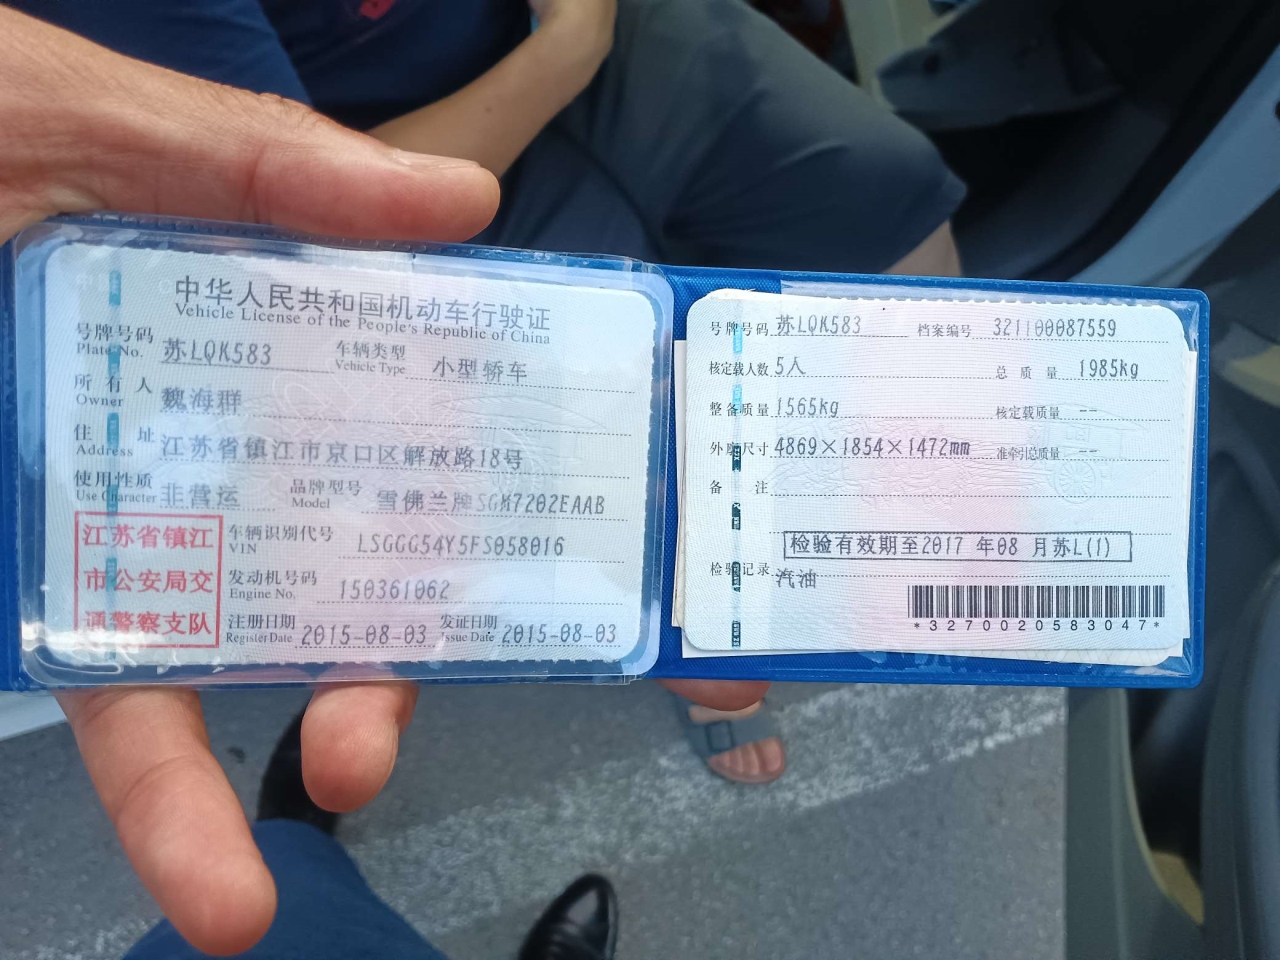 中华人民共和国机动车行驶证
Vehicle License of the People's Republic of China
号牌号码 苏LQK583 车辆类型 小型轿车
Plate No. Vehicle Type
所有人 魏海群
Owner
住址 江苏省镇江市京口区解放路18号
Address
使用性质 非营运 品牌型号 雪佛兰牌SGM7202EAAB
Use Character Model
江苏省镇江
市公安局交
通警察支队
车辆识别代号 LSGGG54Y5FS058016
VIN
发动机号码 150361062
Engine No.
注册日期 2015-08-03 发证日期 2015-08-03
Register Date Issue Date
号牌号码 苏LQK583 档案编号 321100087559
核定载人数 5人 总质量 1985kg
整备质量 1565kg 核定载质量 --
外廓尺寸 4869×1854×1472mm 准牵引总质量 --
备注
检验有效期至2017年08月苏L(1)
检验记录
汽油
*3270020583047*